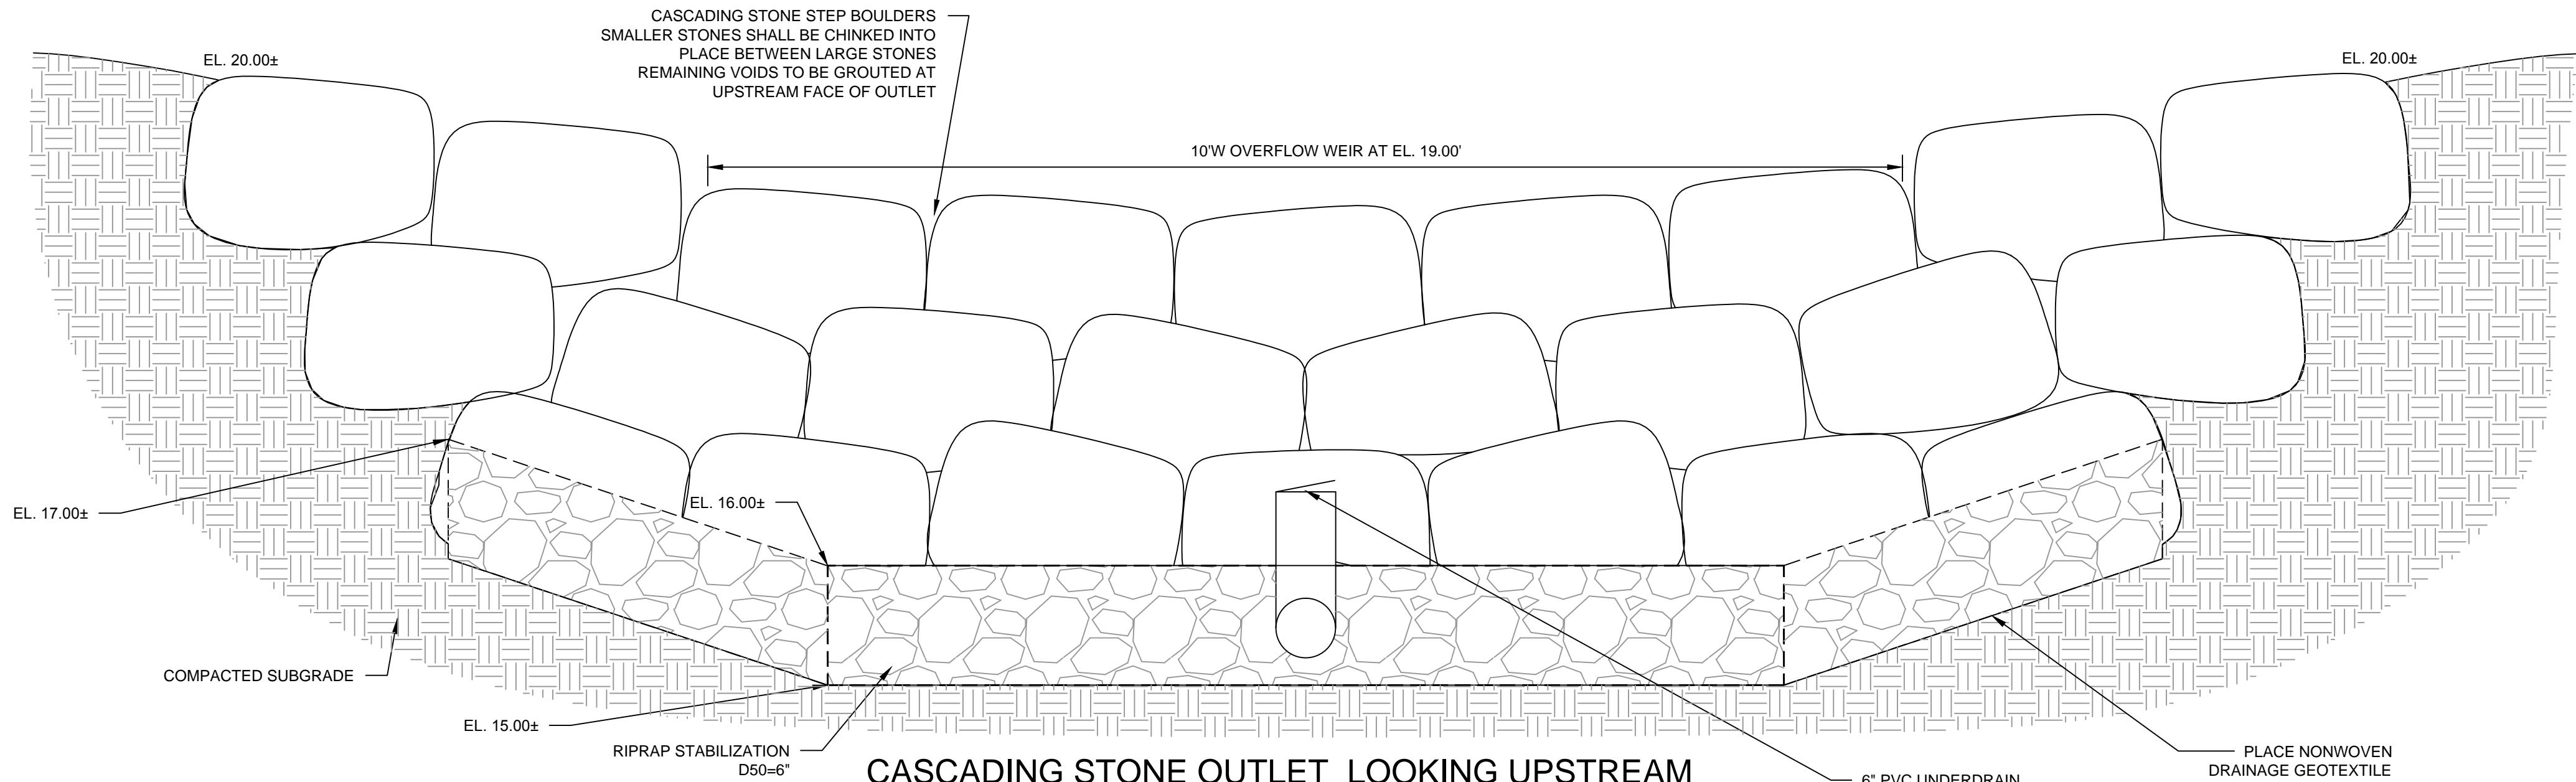 CASCADING STONE STEP BOULDERS
SMALLER STONES SHALL BE CHINKED INTO
PLACE BETWEEN LARGE STONES
REMAINING VOIDS TO BE GROUTED AT
UPSTREAM FACE OF OUTLET
EL. 20.00±
EL. 20.00±
10'W OVERFLOW WEIR AT EL. 19.00'
EL. 17.00±
EL. 16.00±
COMPACTED SUBGRADE
EL. 15.00±
RIPRAP STABILIZATION
D50=6"
PLACE NONWOVEN
DRAINAGE GEOTEXTILE
CASCADING STONE OUTLET LOOKING UPSTREAM
6" PVC UNDERDRAIN